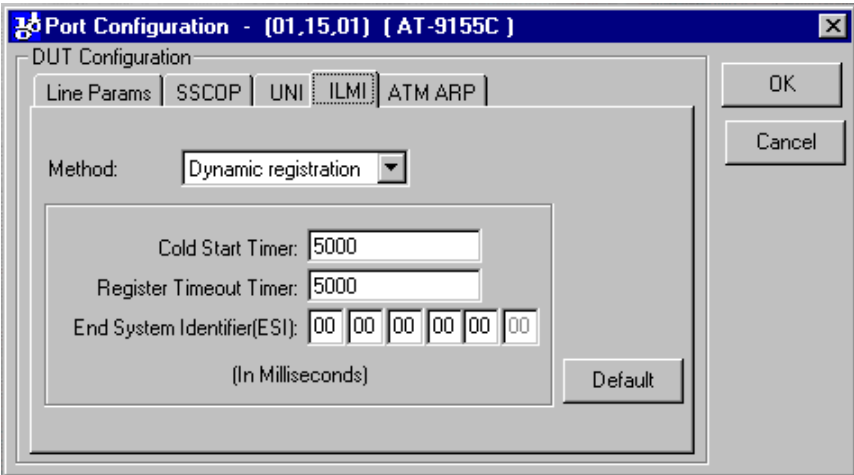 Port Configuration - (01,15,01) ( AT-9155C )
DUT Configuration
Line Params SSCOP UNI ILMI ATM ARP
OK
Cancel
Method: Dynamic registration
Cold Start Timer: 5000
Register Timeout Timer: 5000
End System Identifier(ESI): 00 00 00 00 00 00
(In Milliseconds)
Default